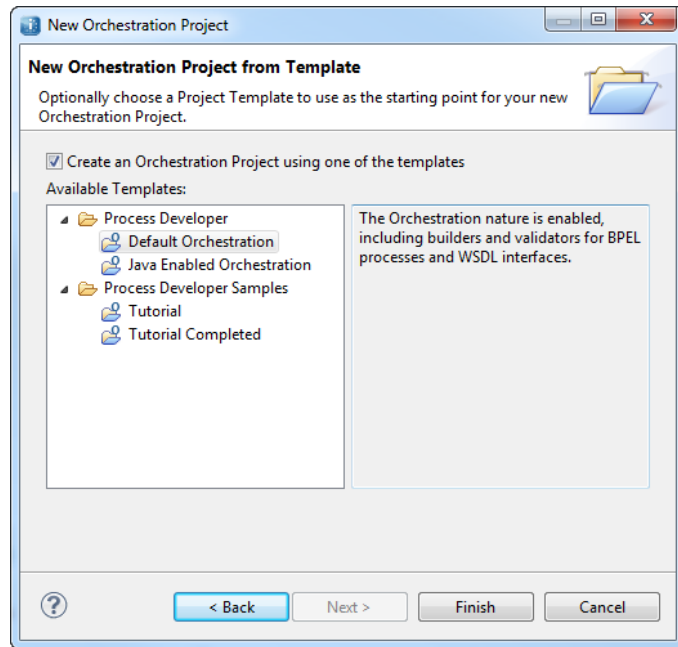 New Orchestration Project
New Orchestration Project from Template
Optionally choose a Project Template to use as the starting point for your new
Orchestration Project.
Create an Orchestration Project using one of the templates
Available Templates:
Process Developer
Default Orchestration
Java Enabled Orchestration
Process Developer Samples
Tutorial
Tutorial Completed
The Orchestration nature is enabled,
including builders and validators for BPEL
processes and WSDL interfaces.
< Back
Next >
Finish
Cancel